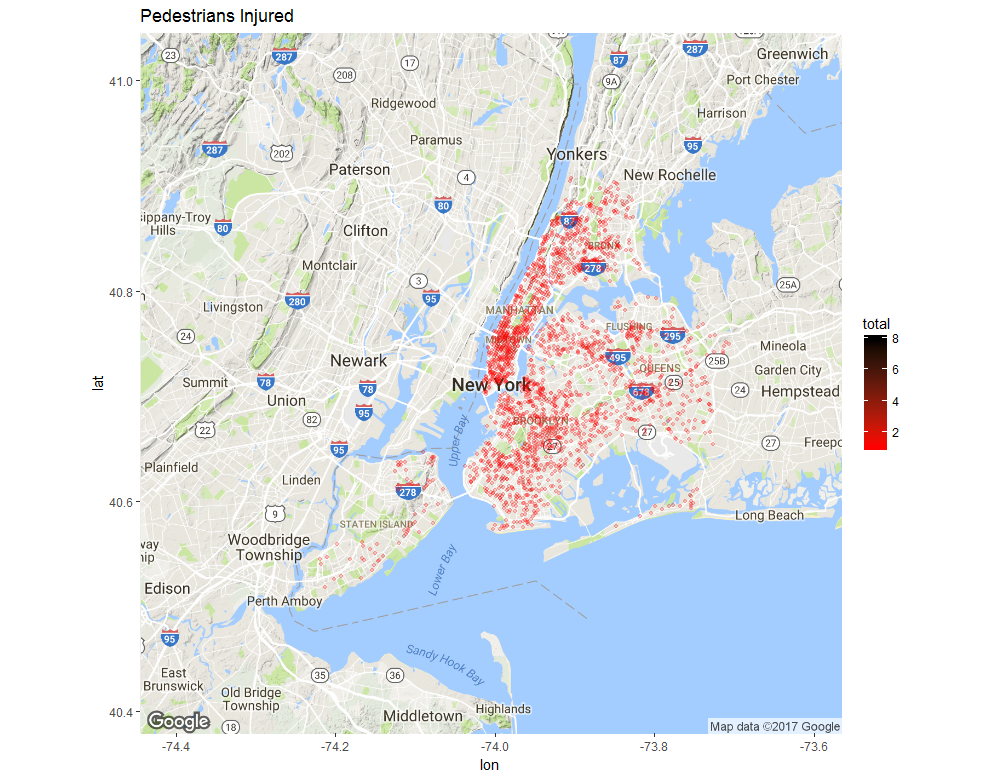 Pedestrians Injured
23
287
208
17
87
287
Greenwich
9A
Port Chester
41.0
Ridgewood
Harrison
Paramus
95
287
202
Yonkers
Paterson
4
New Rochelle
80
sippany-Troy
Hills
80
87
Clifton
BRONX
Montclair
278
3
25A
280
95
Livingston
40.8
MANHATTAN
FLUSHING
24
MIDTOWN
295
Mineola
Newark
495
25B
QUEENS
Garden City
Summit
78
78
New York
25
24
Hempstead
678
Union
95
82
22
BROOKLYN
27
27
27
Freepo
Upper Bay
95
Plainfield
Linden
278
40.6
9
Long Beach
STATEN ISLAND
Woodbridge
Township
way
hip
Lower Bay
Edison
Perth Amboy
95
Sandy Hook Bay
East
Brunswick
35
36
Old Bridge
Township
Highlands
Middletown
40.4
Google
18
Map data ©2017 Google
-74.4
-74.2
-74.0
-73.8
-73.6
lon
lat
total
8
6
4
2